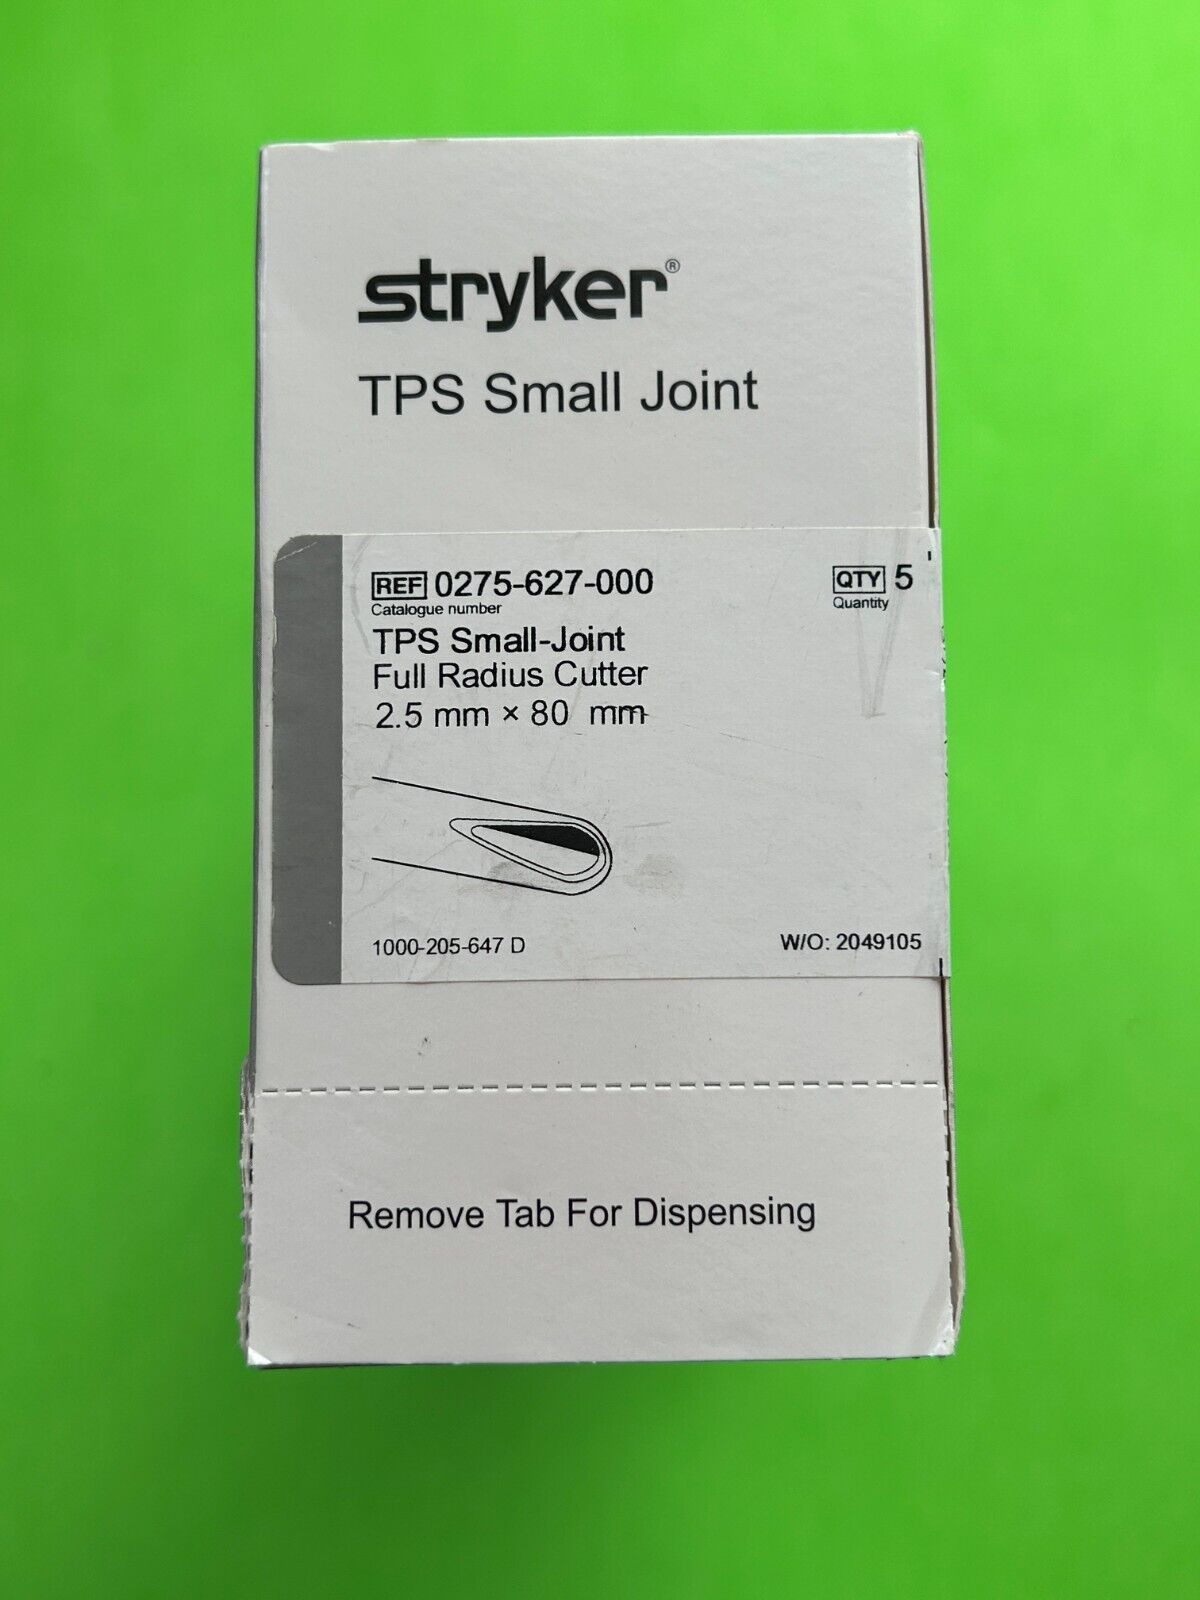 stryker®
TPS Small Joint
REF 0275-627-000
Catalogue number
QTY 5
Quantity
TPS Small-Joint
Full Radius Cutter
2.5 mm × 80 mm
1000-205-647 D
W/O: 2049105
Remove Tab For Dispensing